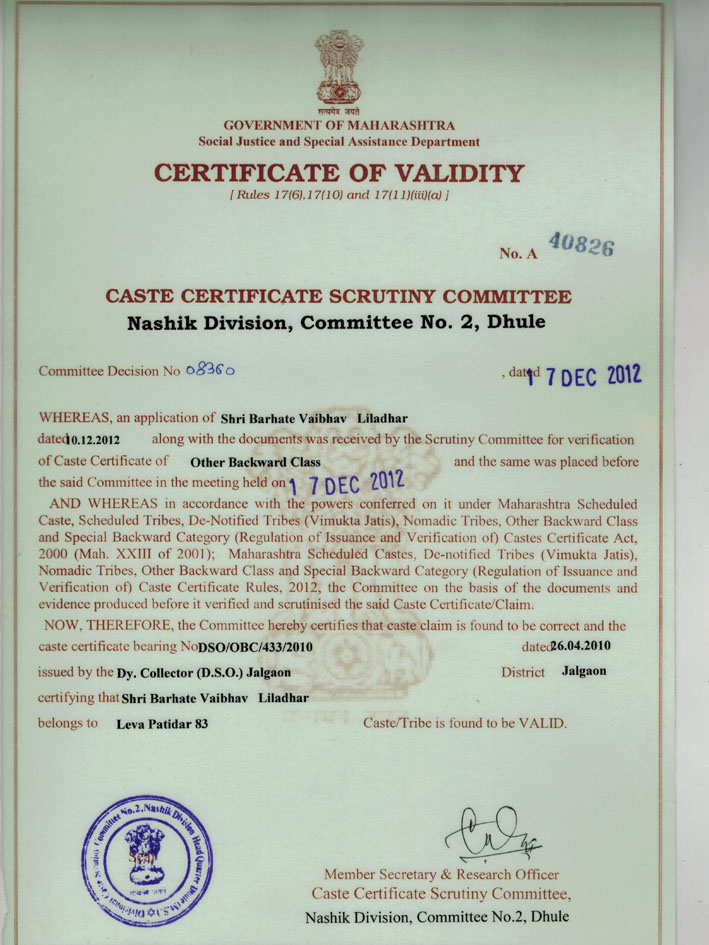 सत्यमेव जयते
GOVERNMENT OF MAHARASHTRA
Social Justice and Special Assistance Department
CERTIFICATE OF VALIDITY
[ Rules 17(6),17(10) and 17(11)(iii)(a) ]
No. A 40826
CASTE CERTIFICATE SCRUTINY COMMITTEE
Nashik Division, Committee No. 2, Dhule
Committee Decision No 08360 , dated 17 DEC 2012
WHEREAS, an application of Shri Barhate Vaibhav Liladhar
dated 10.12.2012 along with the documents was received by the Scrutiny Committee for verification
of Caste Certificate of Other Backward Class and the same was placed before
the said Committee in the meeting held on 17 DEC 2012
AND WHEREAS in accordance with the powers conferred on it under Maharashtra Scheduled
Caste, Scheduled Tribes, De-Notified Tribes (Vimukta Jatis), Nomadic Tribes, Other Backward Class
and Special Backward Category (Regulation of Issuance and Verification of) Castes Certificate Act,
2000 (Mah. XXIII of 2001); Maharashtra Scheduled Castes, De-notified Tribes (Vimukta Jatis),
Nomadic Tribes, Other Backward Class and Special Backward Category (Regulation of Issuance and
Verification of) Caste Certificate Rules, 2012, the Committee on the basis of the documents and
evidence produced before it verified and scrutinised the said Caste Certificate/Claim.
NOW, THEREFORE, the Committee hereby certifies that caste claim is found to be correct and the
caste certificate bearing No DSO/OBC/433/2010 dated 26.04.2010
issued by the Dy. Collector (D.S.O.) Jalgaon District Jalgaon
certifying that Shri Barhate Vaibhav Liladhar
belongs to Leva Patidar 83 Caste/Tribe is found to be VALID.
Committee No.2, Nashik Division Head Quarter Dhule (M.S.)
Seal
Member Secretary & Research Officer
Caste Certificate Scrutiny Committee,
Nashik Division, Committee No.2, Dhule